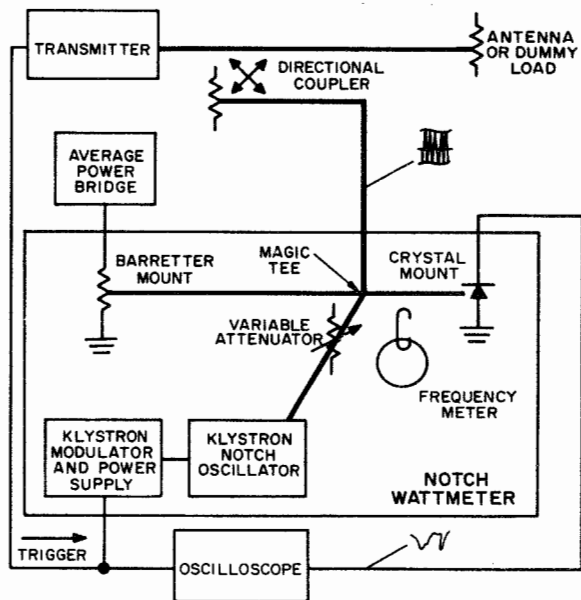 TRANSMITTER
ANTENNA
OR DUMMY
LOAD
DIRECTIONAL
COUPLER
AVERAGE
POWER
BRIDGE
BARRETTER
MOUNT
MAGIC
TEE
CRYSTAL
MOUNT
VARIABLE
ATTENUATOR
FREQUENCY
METER
KLYSTRON
MODULATOR
AND POWER
SUPPLY
KLYSTRON
NOTCH
OSCILLATOR
NOTCH
WATTMETER
TRIGGER
OSCILLOSCOPE